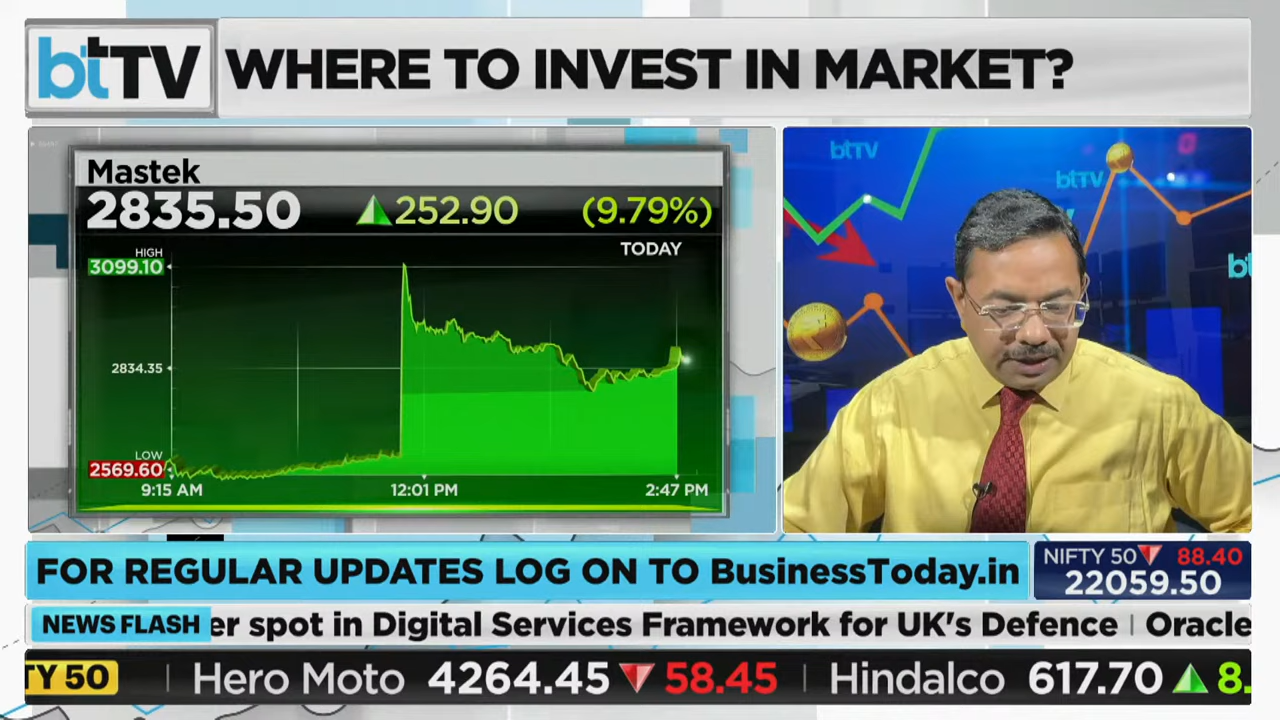 btTV WHERE TO INVEST IN MARKET?
Mastek
2835.50 252.90 (9.79%)
TODAY
HIGH
3099.10
2834.35
LOW
2569.60
9:15 AM 12:01 PM 2:47 PM
btTV
btTV
bt
FOR REGULAR UPDATES LOG ON TO BusinessToday.in
NIFTY 50 88.40
22059.50
NEWS FLASH er spot in Digital Services Framework for UK's Defence | Oracle
TY 50 | Hero Moto 4264.45 58.45 | Hindalco 617.70 8.